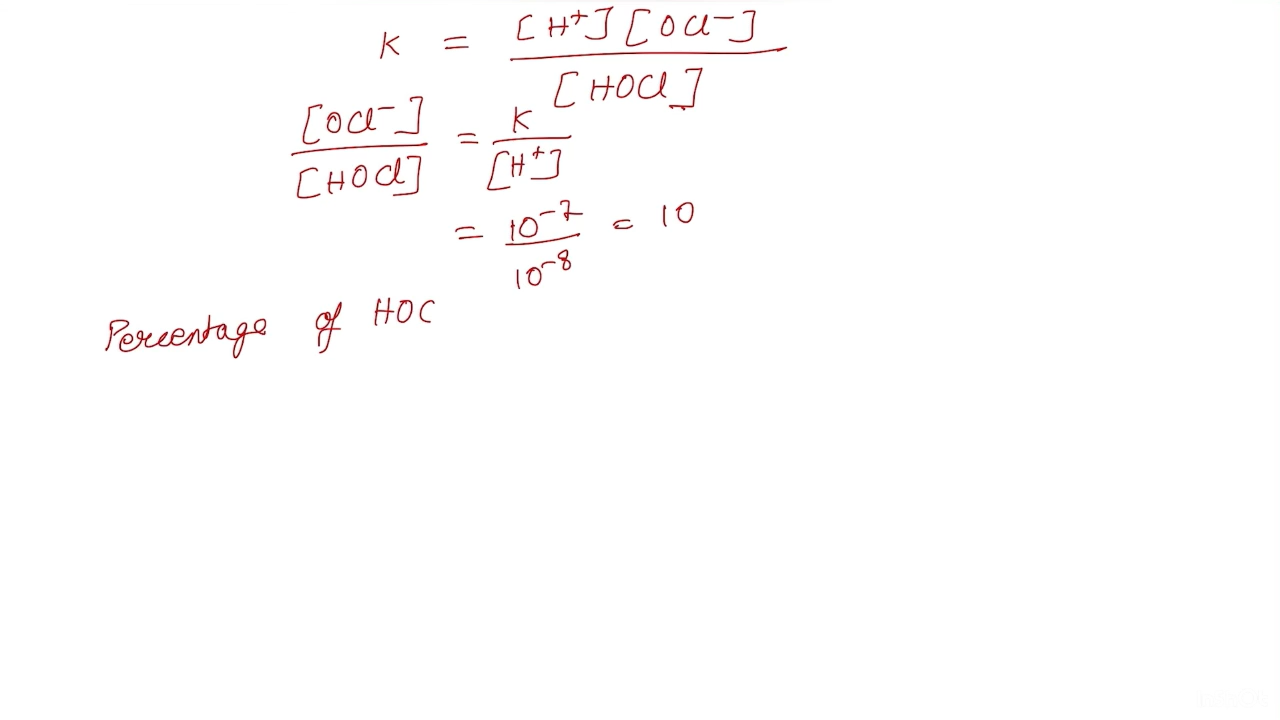 K = [H⁺][OCl⁻] / [HOCl]
[OCl⁻] / [HOCl] = K / [H⁺]
= 10⁻⁷ / 10⁻⁸ = 10
Percentage of HOC